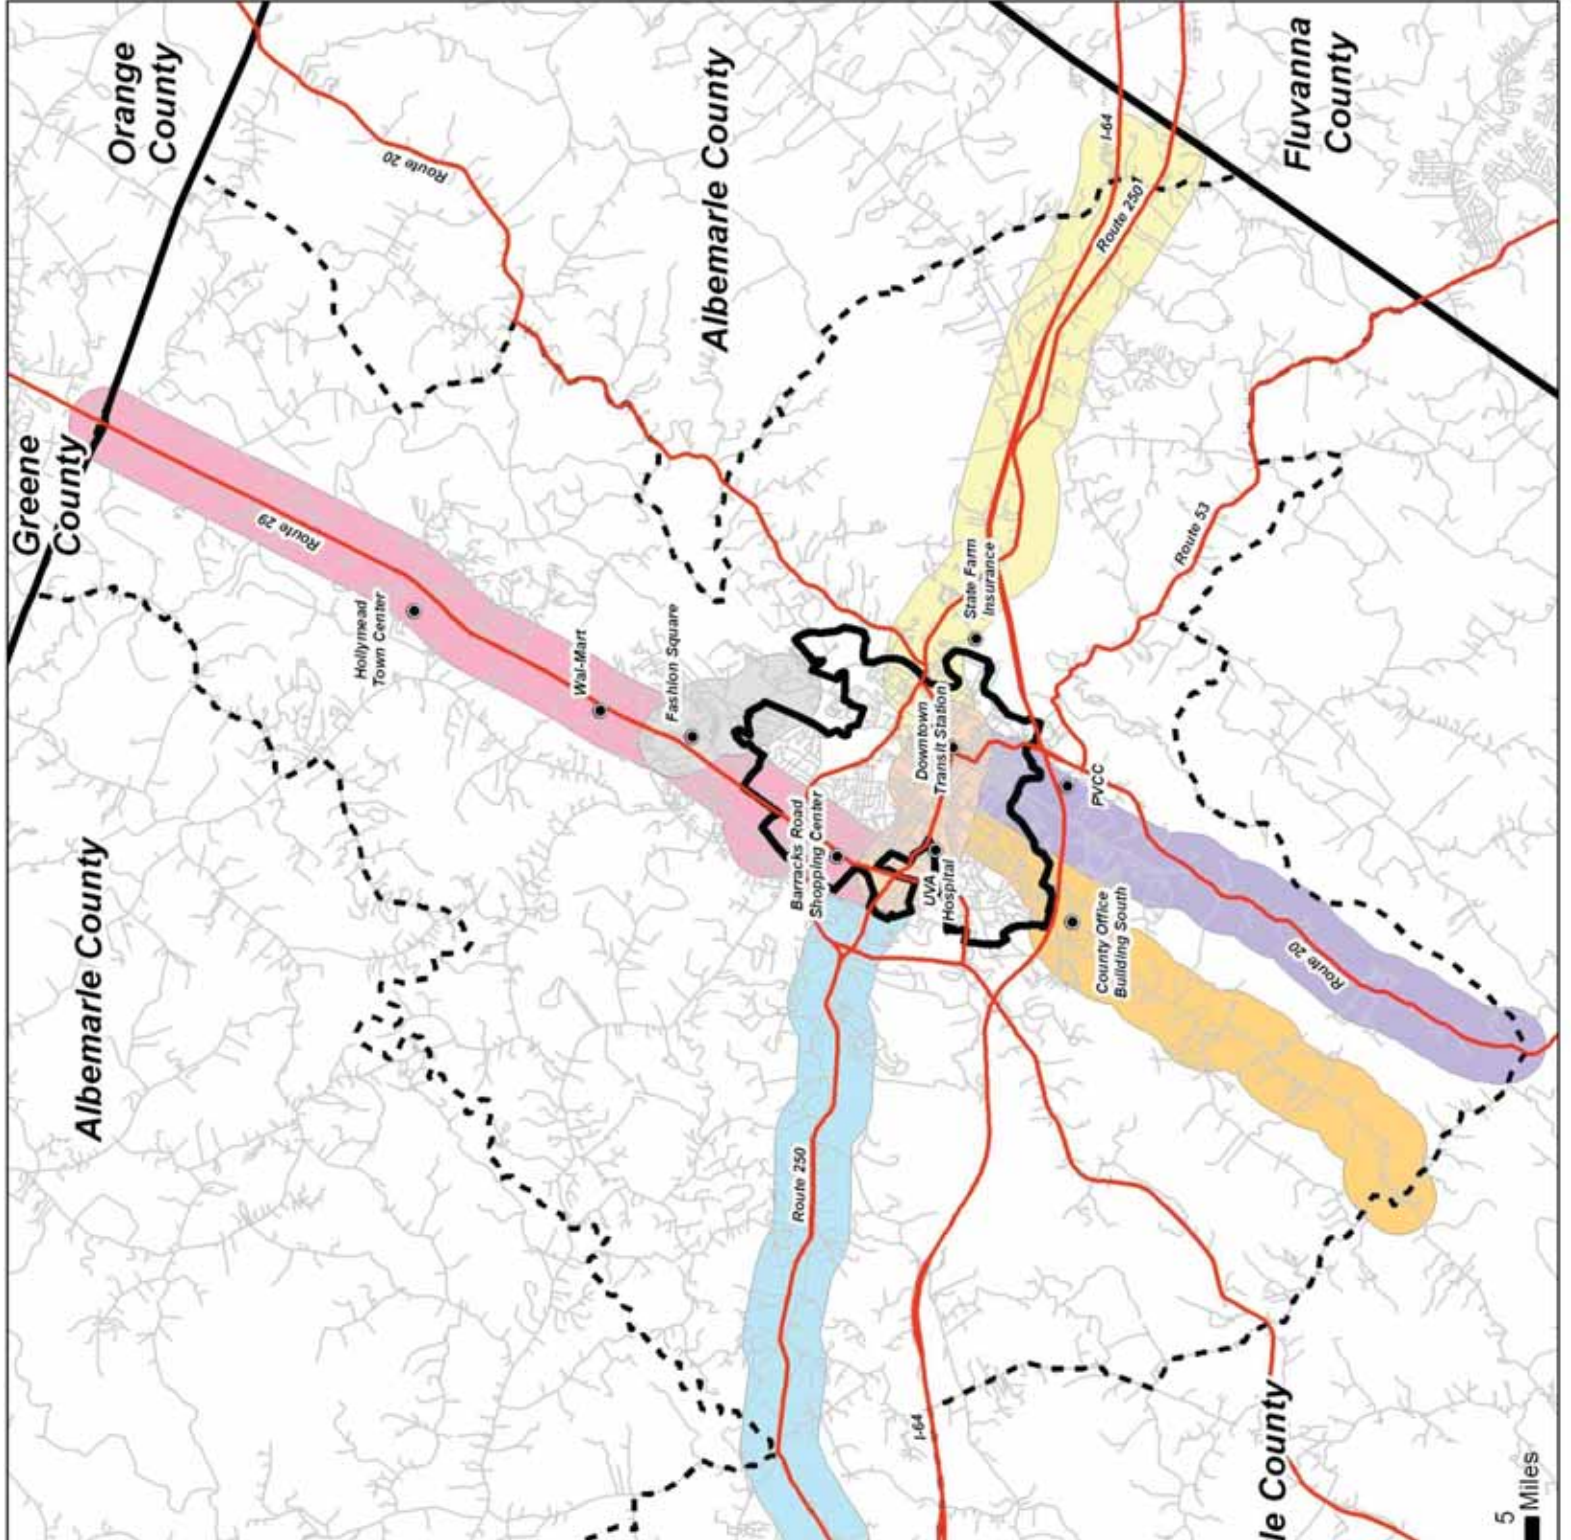 Orange
County
Greene
County
Route 20
Albemarle County
I-64
Fluvanna
County
Route 250
Route 29
Hollymead
Town Center
Wal-Mart
Fashion Square
State Farm
Insurance
Route 53
Downtown
Transit Station
Barracks Road
Shopping Center
UVA
Hospital
PVCC
Albemarle County
County Office
Building South
Route 20
Route 250
I-64
le County
5
Miles